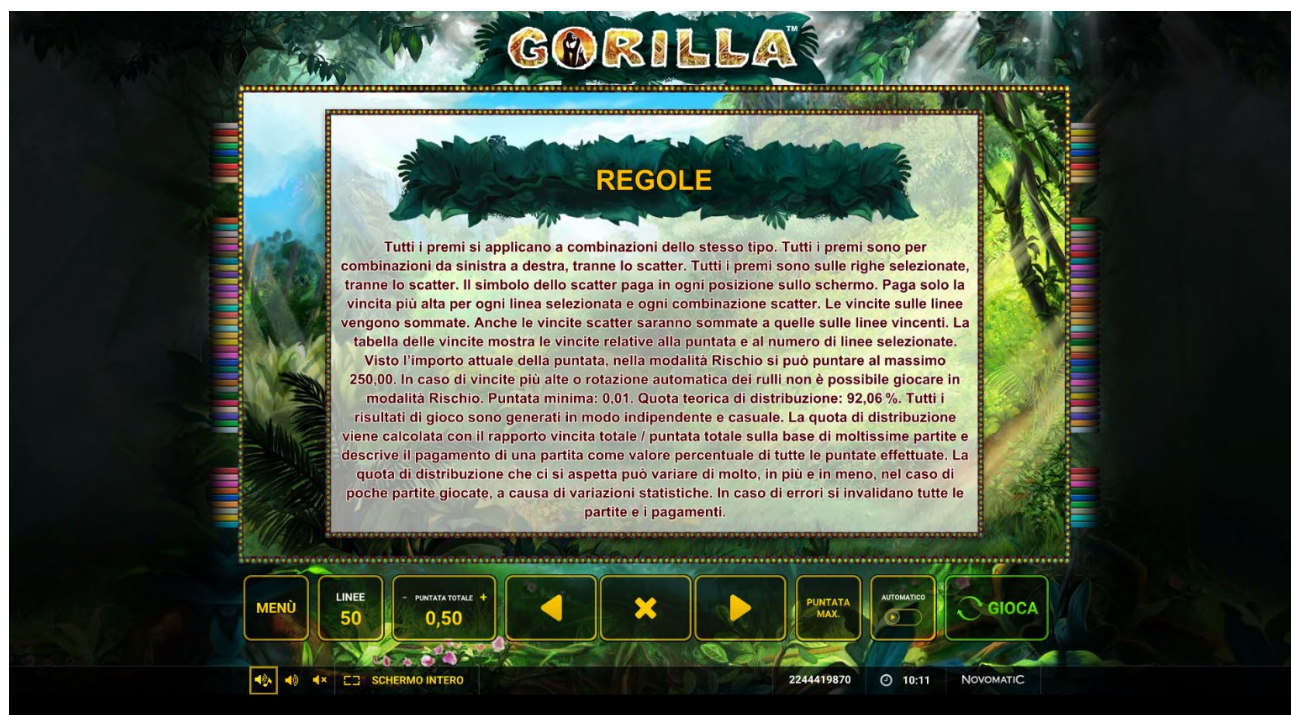 GORILLA™
REGOLE
Tutti i premi si applicano a combinazioni dello stesso tipo. Tutti i premi sono per
combinazioni da sinistra a destra, tranne lo scatter. Tutti i premi sono sulle righe selezionate,
tranne lo scatter. Il simbolo dello scatter paga in ogni posizione sullo schermo. Paga solo la
vincita più alta per ogni linea selezionata e ogni combinazione scatter. Le vincite sulle linee
vengono sommate. Anche le vincite scatter saranno sommate a quelle sulle linee vincenti. La
tabella delle vincite mostra le vincite relative alla puntata e al numero di linee selezionate.
Visto l'importo attuale della puntata, nella modalità Rischio si può puntare al massimo
250,00. In caso di vincite più alte o rotazione automatica dei rulli non è possibile giocare in
modalità Rischio. Puntata minima: 0,01. Quota teorica di distribuzione: 92,06 %. Tutti i
risultati di gioco sono generati in modo indipendente e casuale. La quota di distribuzione
viene calcolata con il rapporto vincita totale / puntata totale sulla base di moltissime partite e
descrive il pagamento di una partita come valore percentuale di tutte le puntate effettuate. La
quota di distribuzione che ci si aspetta può variare di molto, in più e in meno, nel caso di
poche partite giocate, a causa di variazioni statistiche. In caso di errori si invalidano tutte le
partite e i pagamenti.
MENÙ
LINEE
50
- PUNTATA TOTALE +
0,50
PUNTATA
MAX.
AUTOMATICO
GIOCA
SCHERMO INTERO
2244419870
10:11
NOVOMATIC